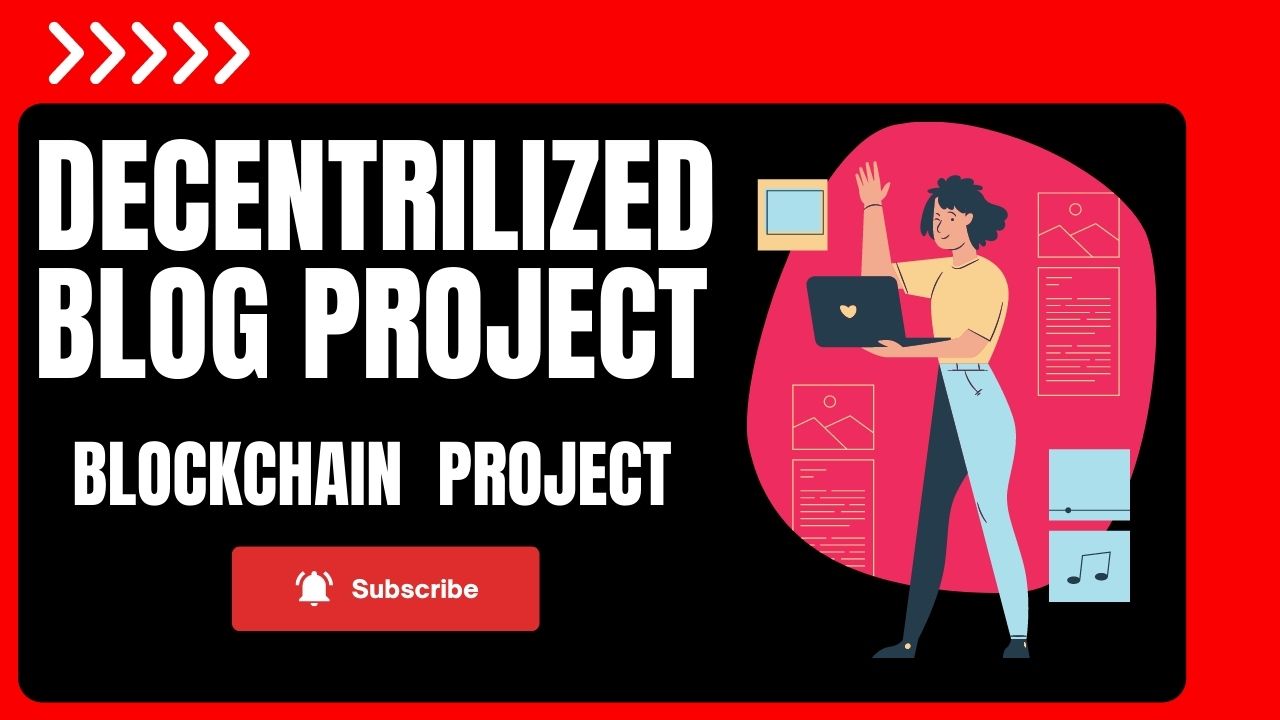 DECENTRILIZED
BLOG PROJECT
BLOCKCHAIN PROJECT
Subscribe